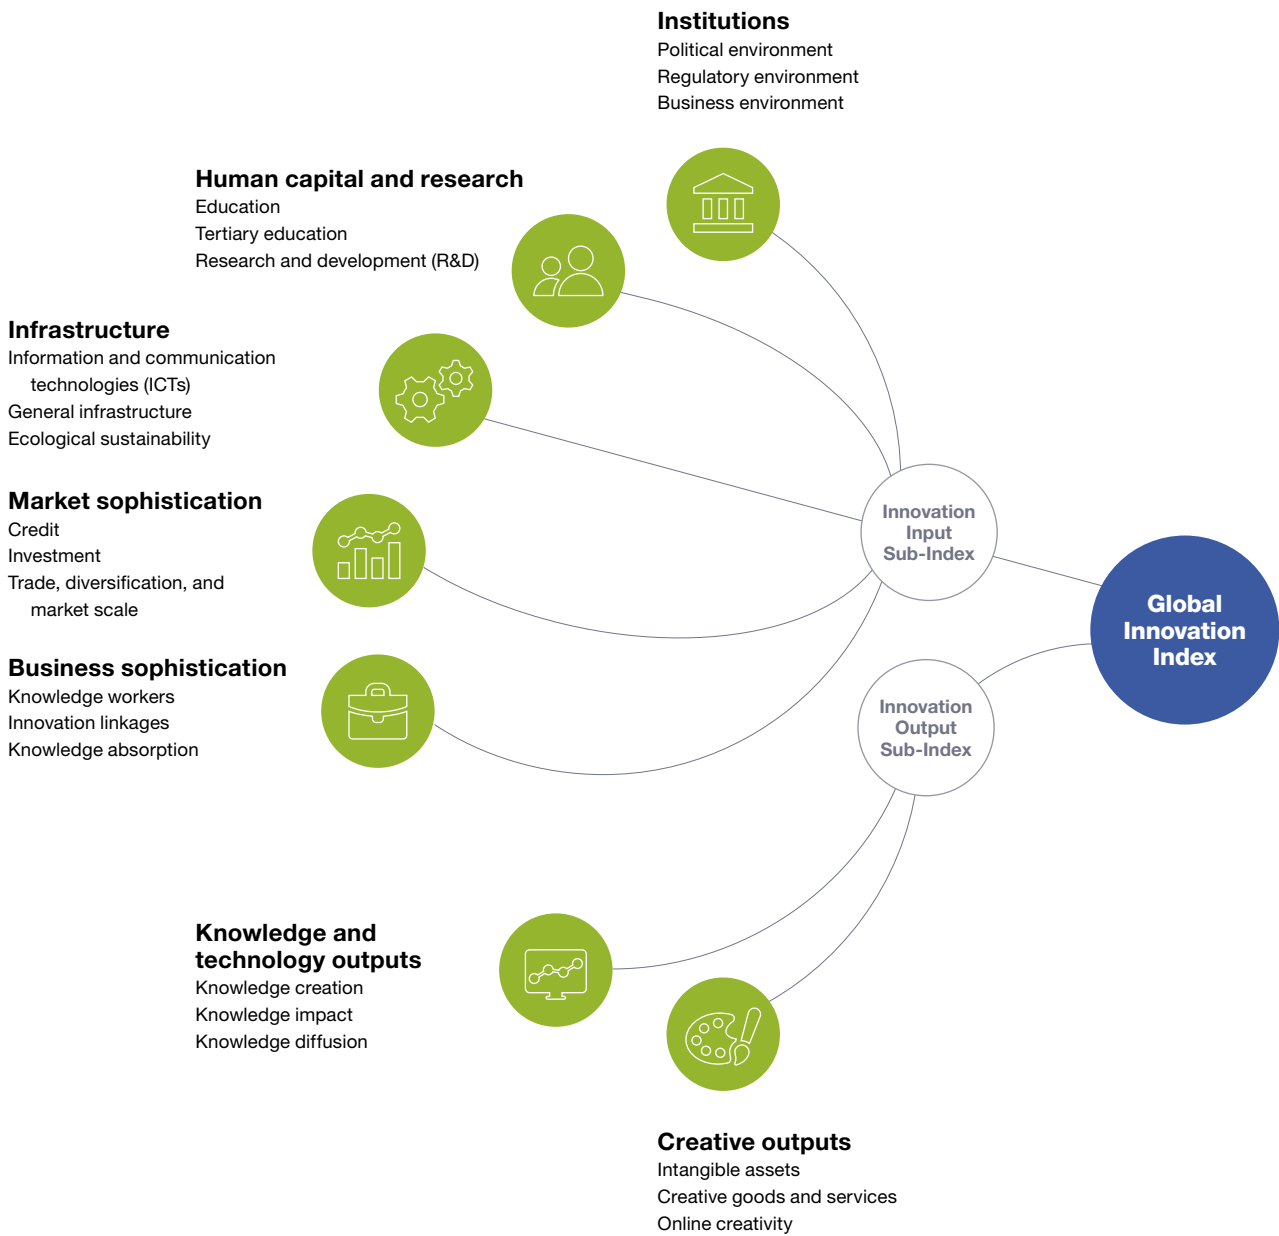 Institutions
Political environment
Regulatory environment
Business environment
Human capital and research
Education
Tertiary education
Research and development (R&D)
Infrastructure
Information and communication
technologies (ICTs)
General infrastructure
Ecological sustainability
Market sophistication
Credit
Investment
Trade, diversification, and
market scale
Business sophistication
Knowledge workers
Innovation linkages
Knowledge absorption
Innovation
Input
Sub-Index
Global
Innovation
Index
Innovation
Output
Sub-Index
Knowledge and
technology outputs
Knowledge creation
Knowledge impact
Knowledge diffusion
Creative outputs
Intangible assets
Creative goods and services
Online creativity